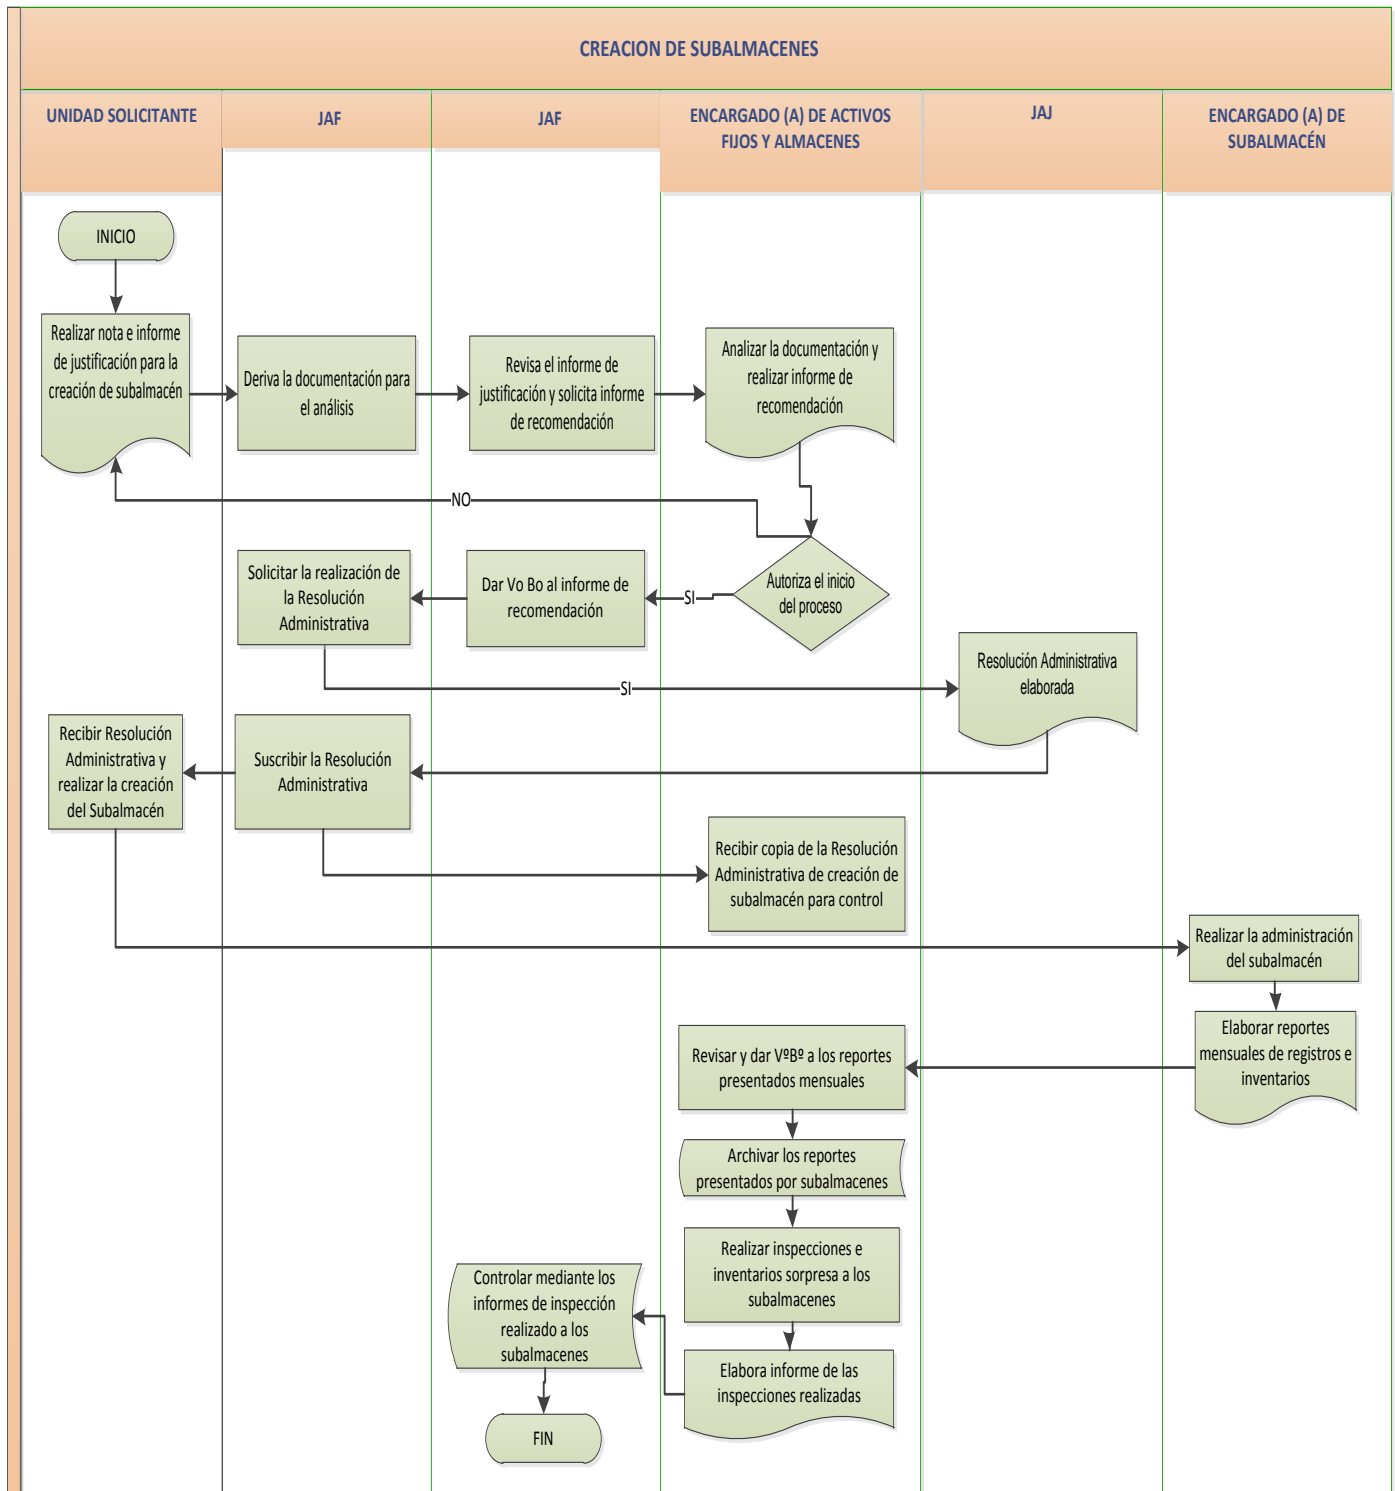 CREACION DE SUBALMACENES
UNIDAD SOLICITANTE
JAF
JAF
ENCARGADO (A) DE ACTIVOS
FIJOS Y ALMACENES
JAJ
ENCARGADO (A) DE
SUBALMACÉN
INICIO
Realizar nota e informe
de justificación para la
creación de subalmacén
Deriva la documentación para
el análisis
Revisa el informe de
justificación y solicita informe
de recomendación
Analizar la documentación y
realizar informe de
recomendación
NO
Autoriza el inicio
del proceso
SI
Dar Vo Bo al informe de
recomendación
Solicitar la realización de
la Resolución
Administrativa
SI
Resolución Administrativa
elaborada
Suscribir la Resolución
Administrativa
Recibir Resolución
Administrativa y
realizar la creación
del Subalmacén
Recibir copia de la Resolución
Administrativa de creación de
subalmacén para control
Realizar la administración
del subalmacén
Elaborar reportes
mensuales de registros e
inventarios
Revisar y dar VºBº a los reportes
presentados mensuales
Archivar los reportes
presentados por subalmacenes
Realizar inspecciones e
inventarios sorpresa a los
subalmacenes
Elabora informe de las
inspecciones realizadas
Controlar mediante los
informes de inspección
realizado a los
subalmacenes
FIN